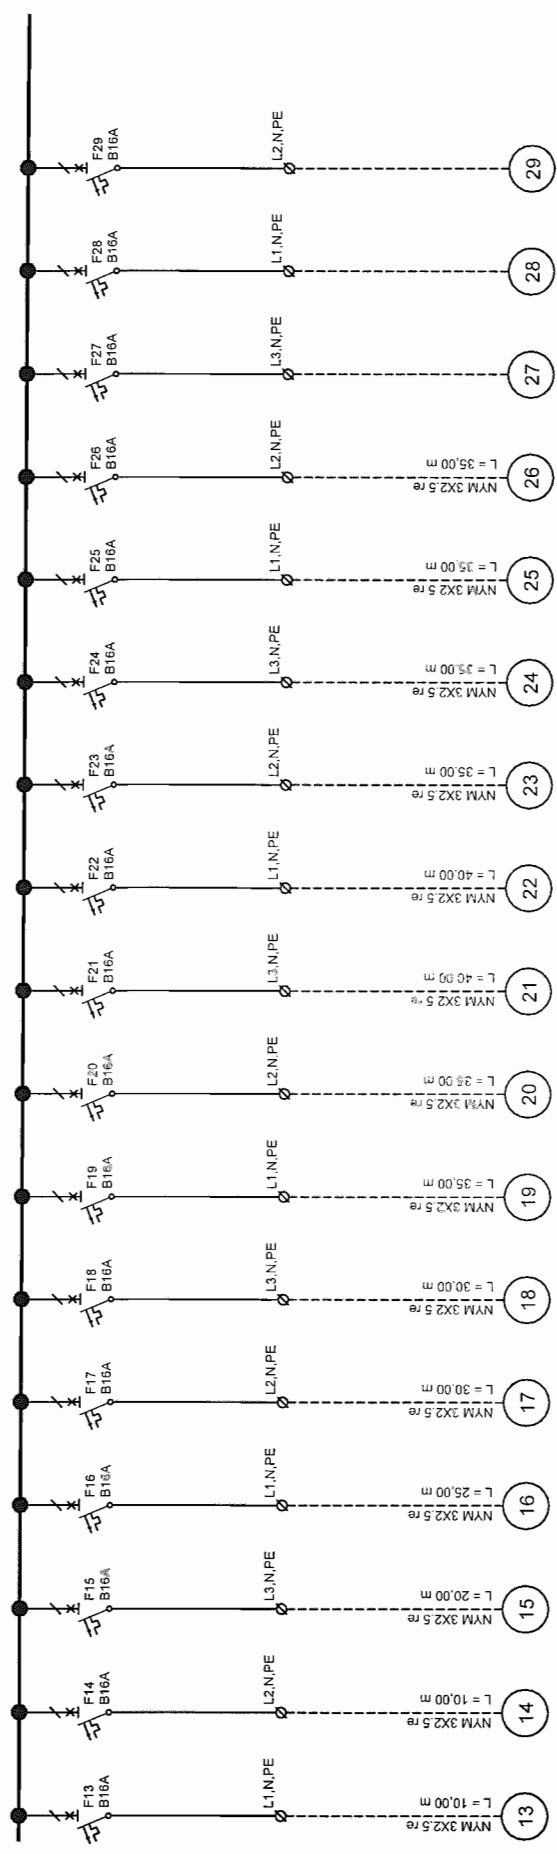 F13
B16A
L1,N,PE
NYM 3X2.5 re
L = 10,00 m
13
F14
B16A
L2,N,PE
NYM 3X2.5 re
L = 10,00 m
14
F15
B16A
L3,N,PE
NYM 3X2.5 re
L = 20,00 m
15
F16
B16A
L1,N,PE
NYM 3X2.5 re
L = 25,00 m
16
F17
B16A
L2,N,PE
NYM 3X2.5 re
L = 30,00 m
17
F18
B16A
L3,N,PE
NYM 3X2.5 re
L = 30,00 m
18
F19
B16A
L1,N,PE
NYM 3X2.5 re
L = 35,00 m
19
F20
B16A
L2,N,PE
NYM 3X2.5 re
L = 35,00 m
20
F21
B16A
L3,N,PE
NYM 3X2.5 re
L = 40,00 m
21
F22
B16A
L1,N,PE
NYM 3X2.5 re
L = 40,00 m
22
F23
B16A
L2,N,PE
NYM 3X2.5 re
L = 35,00 m
23
F24
B16A
L3,N,PE
NYM 3X2.5 re
L = 35,00 m
24
F25
B16A
L1,N,PE
NYM 3X2.5 re
L = 35,00 m
25
F26
B16A
L2,N,PE
NYM 3X2.5 re
L = 35,00 m
26
F27
B16A
L3,N,PE
27
F28
B16A
L1,N,PE
28
F29
B16A
L2,N,PE
29